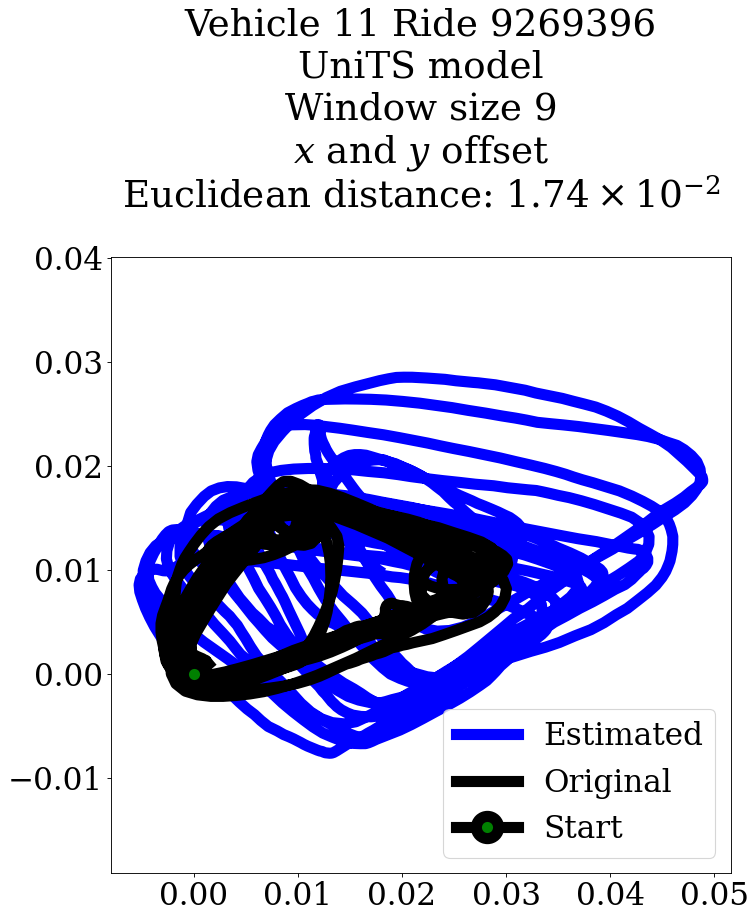 Vehicle 11 Ride 9269396
UniTS model
Window size 9
x and y offset
Euclidean distance: 1.74 × 10⁻²
0.04
0.03
0.02
0.01
0.00
−0.01
Estimated
Original
Start
0.00 0.01 0.02 0.03 0.04 0.05